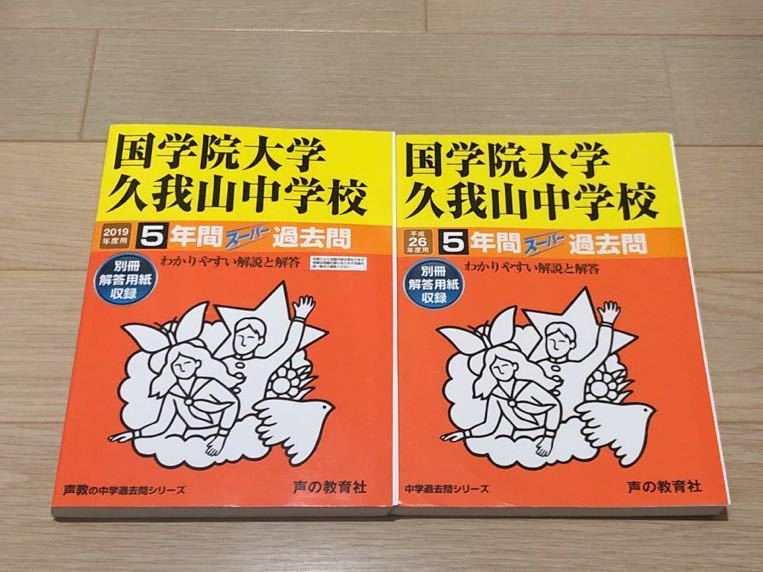 国学院大学
久我山中学校
2019
年度用
5年間スーパー過去問
わかりやすい解説と解答
別冊
解答用紙
収録
声教の中学過去問シリーズ
声の教育社
国学院大学
久我山中学校
平成
26
年度用
5年間スーパー過去問
わかりやすい解説と解答
別冊
解答用紙
収録
中学過去問シリーズ
声の教育社